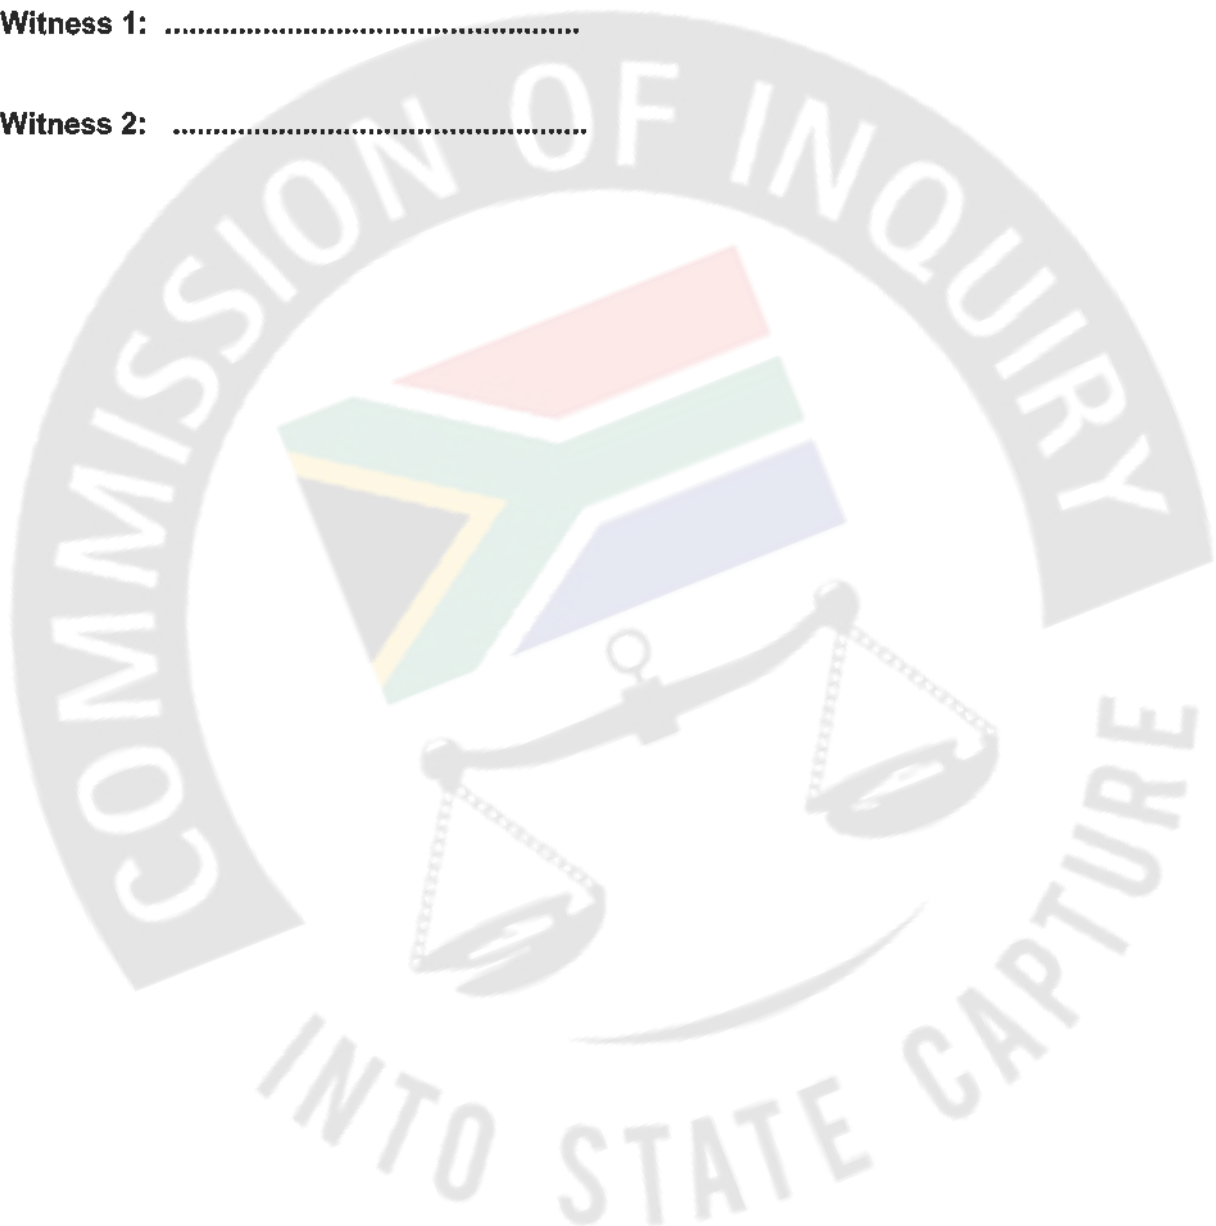 Witness 1: ..................................................
Witness 2: ..................................................
COMMISSION OF INQUIRY
INTO STATE CAPTURE